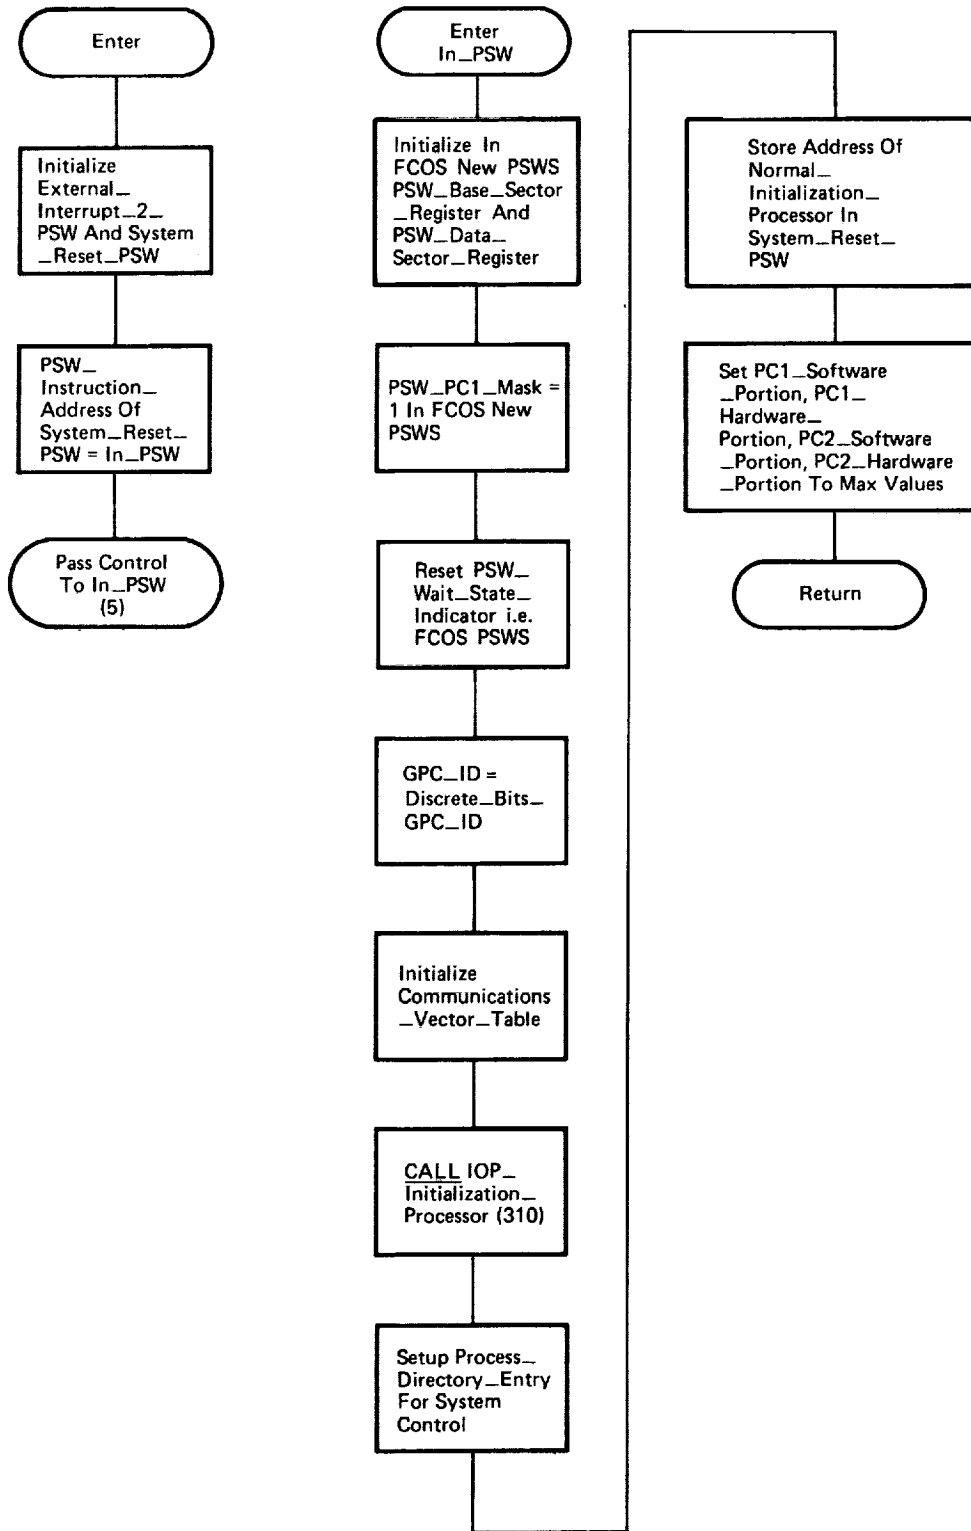 Enter
Initialize
External_
Interrupt_2_
PSW And System
_Reset_PSW
PSW_
Instruction_
Address Of
System_Reset_
PSW = In_PSW
Pass Control
To In_PSW
(5)
Enter
In_PSW
Initialize In
FCOS New PSWS
PSW_Base_Sector
_Register And
PSW_Data_
Sector_Register
PSW_PC1_Mask =
1 In FCOS New
PSWS
Reset PSW_
Wait_State_
Indicator i.e.
FCOS PSWS
GPC_ID =
Discrete_Bits_
GPC_ID
Initialize
Communications
_Vector_Table
CALL IOP_
Initialization_
Processor (310)
Setup Process_
Directory_Entry
For System
Control
Store Address Of
Normal_
Initialization_
Processor In
System_Reset_
PSW
Set PC1_Software
_Portion, PC1_
Hardware_
Portion, PC2_Software
_Portion, PC2_Hardware
_Portion To Max Values
Return